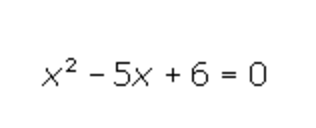 x² – 5x + 6 = 0